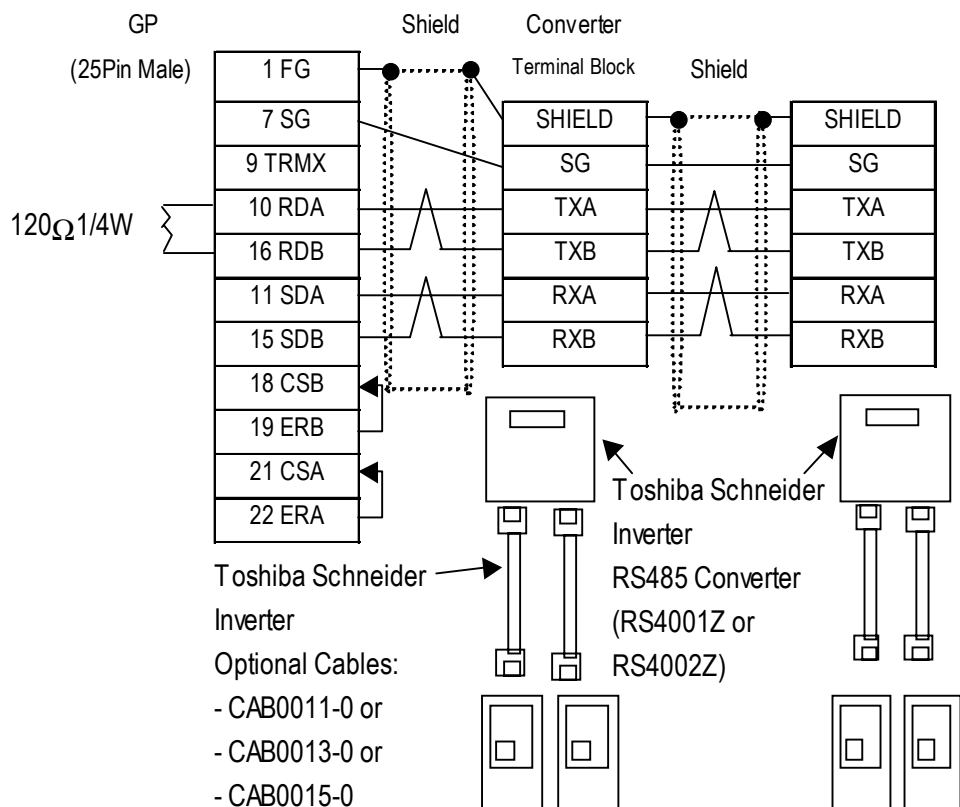 GP
(25Pin Male)
Shield
Converter
Terminal Block
Shield
1 FG
7 SG
9 TRMX
10 RDA
16 RDB
11 SDA
15 SDB
18 CSB
19 ERB
21 CSA
22 ERA
120Ω1/4W
SHIELD
SG
TXA
TXB
RXA
RXB
SHIELD
SG
TXA
TXB
RXA
RXB
Toshiba Schneider
Inverter
Optional Cables:
- CAB0011-0 or
- CAB0013-0 or
- CAB0015-0
Toshiba Schneider
Inverter
RS485 Converter
(RS4001Z or
RS4002Z)